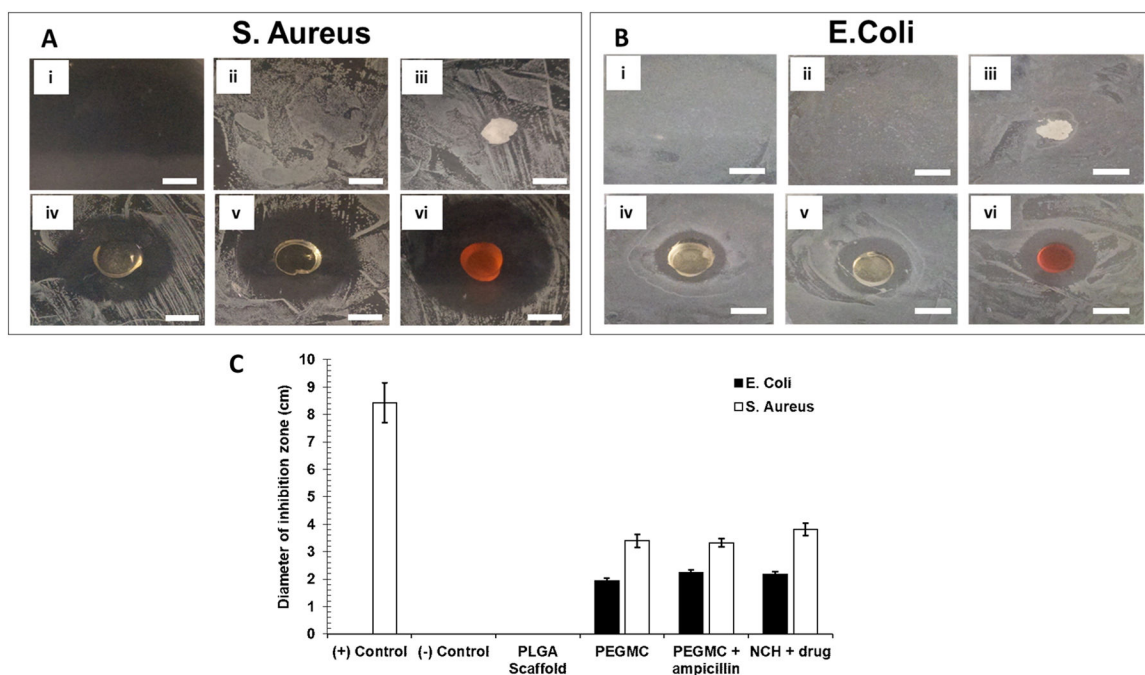 A
S. Aureus
i
ii
iii
iv
v
vi
B
E.Coli
i
ii
iii
iv
v
vi
C
Diameter of inhibition zone (cm)
10
9
8
7
6
5
4
3
2
1
0
E. Coli
S. Aureus
(+) Control
(-) Control
PLGA
Scaffold
PEGMC
PEGMC +
ampicillin
NCH + drug